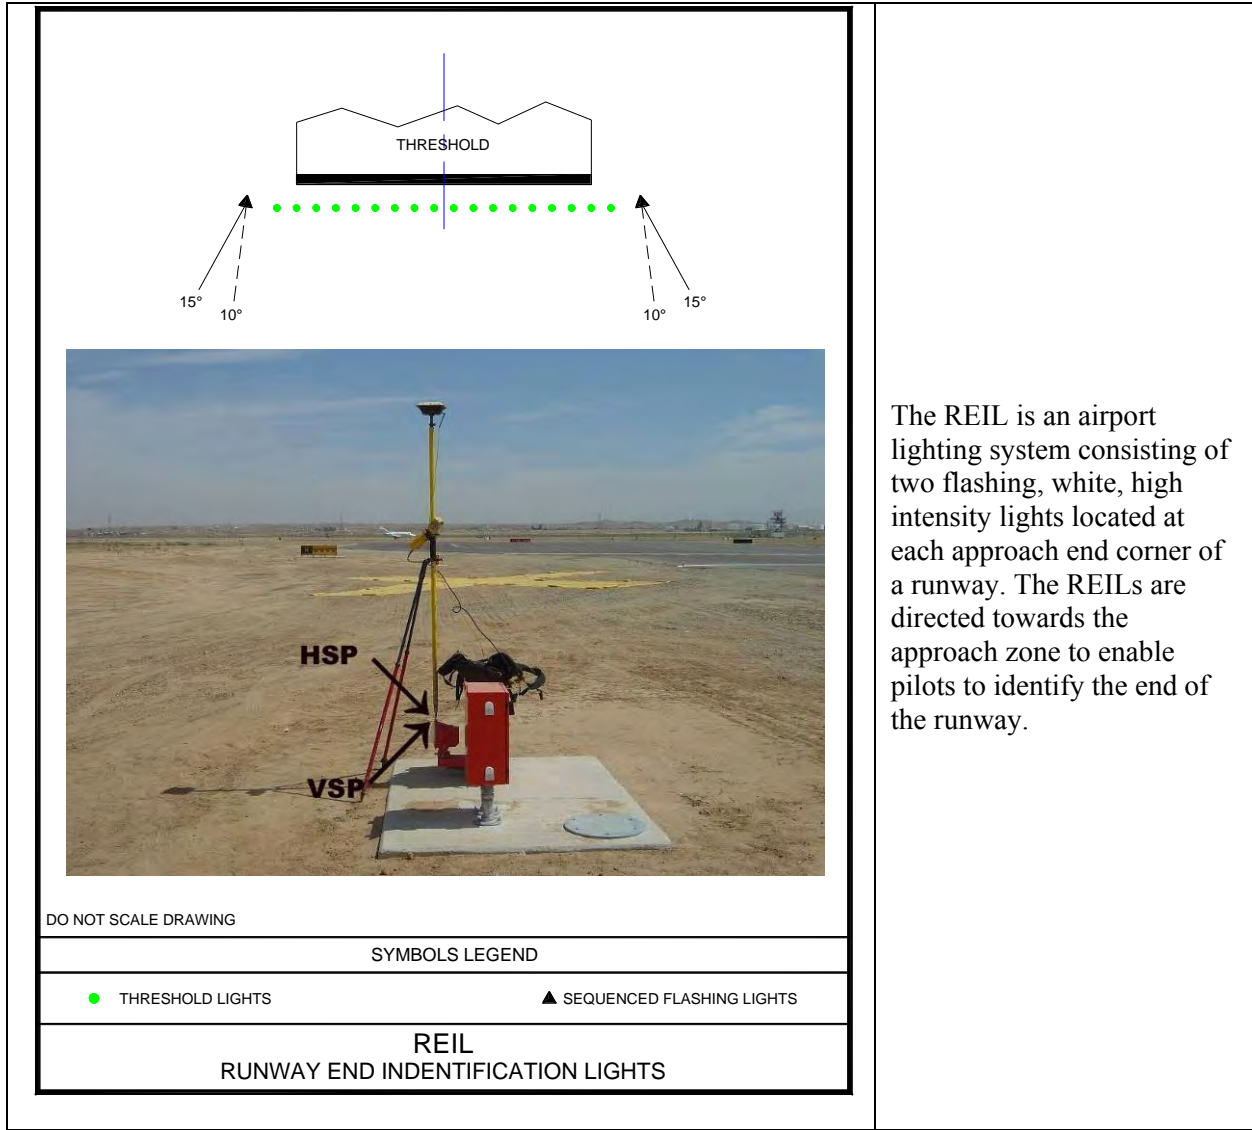 THRESHOLD
15°
10°
10°
15°
HSP
VSP
DO NOT SCALE DRAWING
SYMBOLS LEGEND
THRESHOLD LIGHTS
SEQUENCED FLASHING LIGHTS
REIL
RUNWAY END INDENTIFICATION LIGHTS
The REIL is an airport
lighting system consisting of
two flashing, white, high
intensity lights located at
each approach end corner of
a runway. The REILs are
directed towards the
approach zone to enable
pilots to identify the end of
the runway.